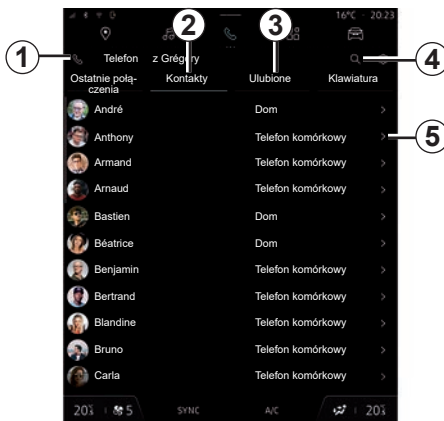 16°C · 20:23
1 Telefon z Grégory 2 3 4
Ostatnie połą-
czenia Kontakty Ulubione Klawiatura
André Dom
Anthony Telefon komórkowy 5
Armand Telefon komórkowy
Arnaud Telefon komórkowy
Bastien Dom
Béatrice Dom
Benjamin Telefon komórkowy
Bertrand Telefon komórkowy
Blandine Telefon komórkowy
Bruno Telefon komórkowy
Carla Telefon komórkowy
5 SYNC A/C